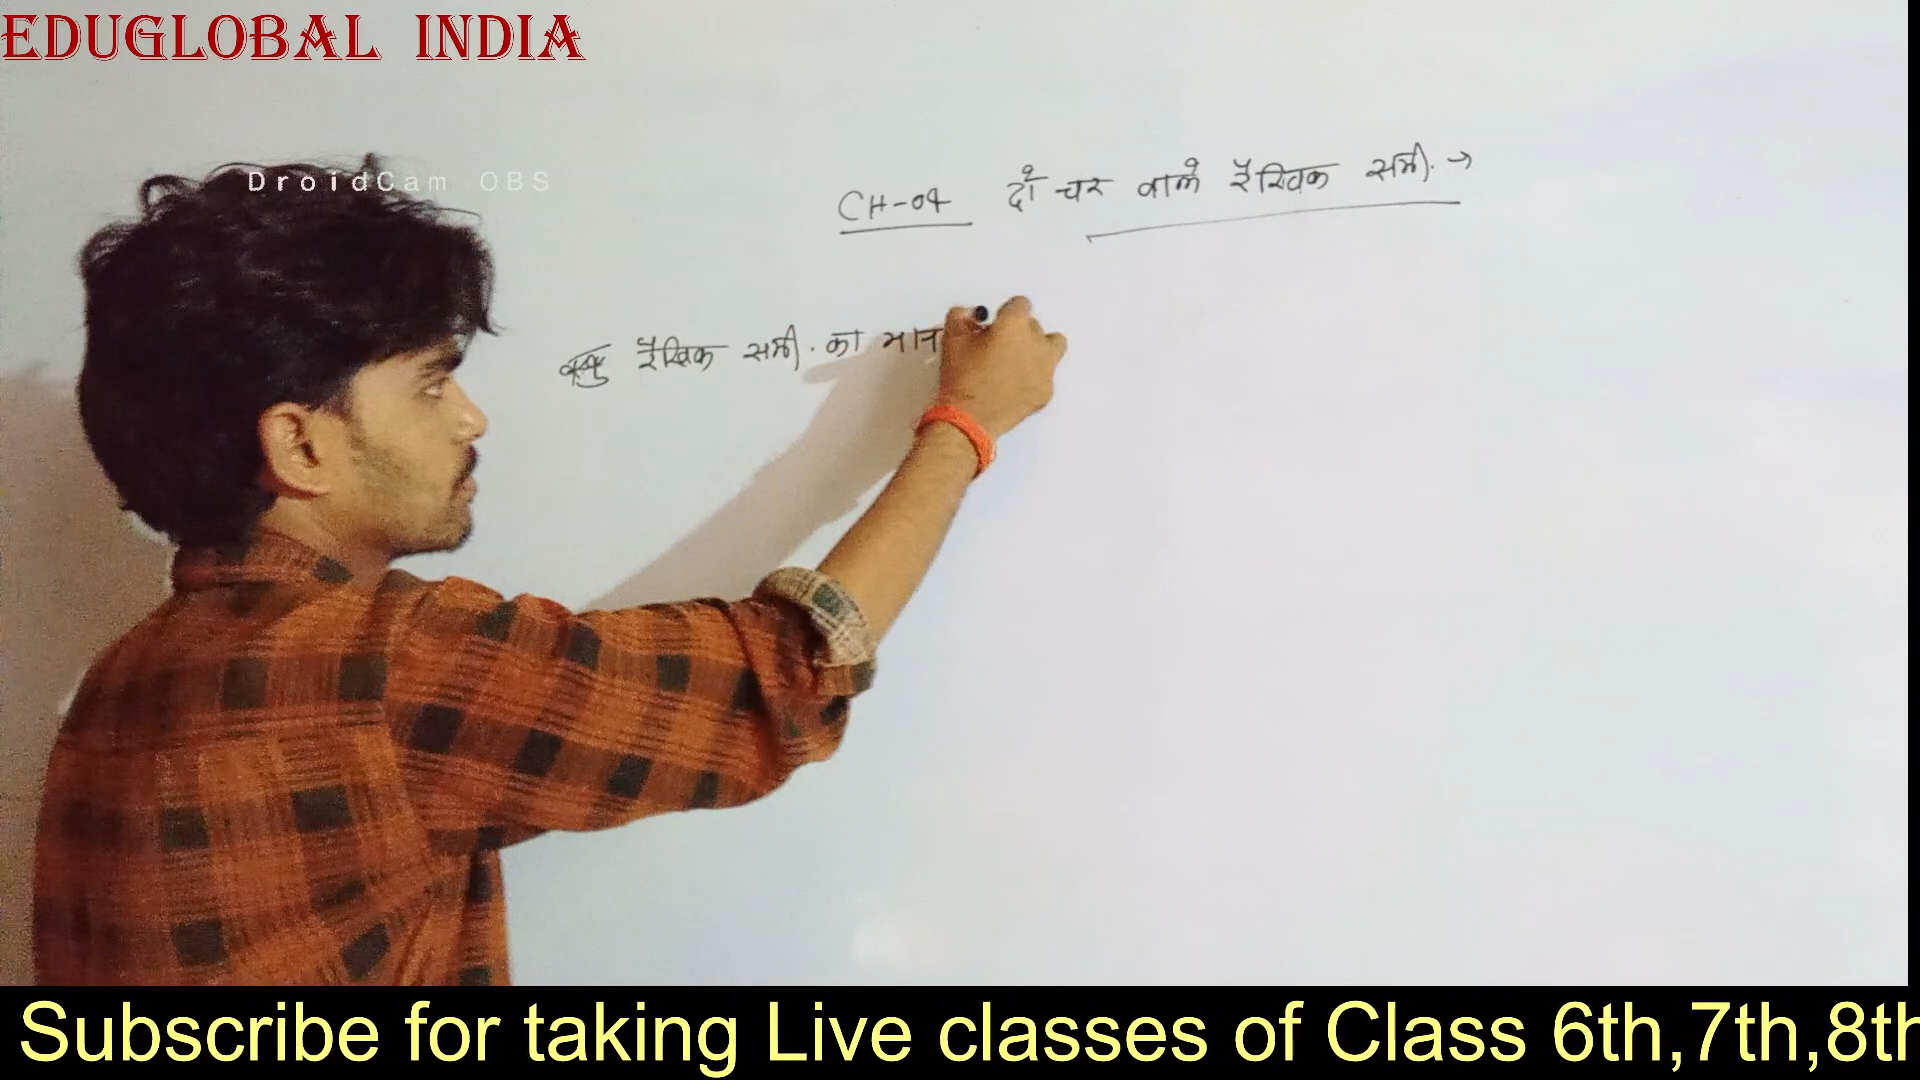 EDUGLOBAL INDIA
DroidCam OBS
CH-04 दो चर वाले रैखिक समी. →
रैखिक समी. का मान
Subscribe for taking Live classes of Class 6th,7th,8th